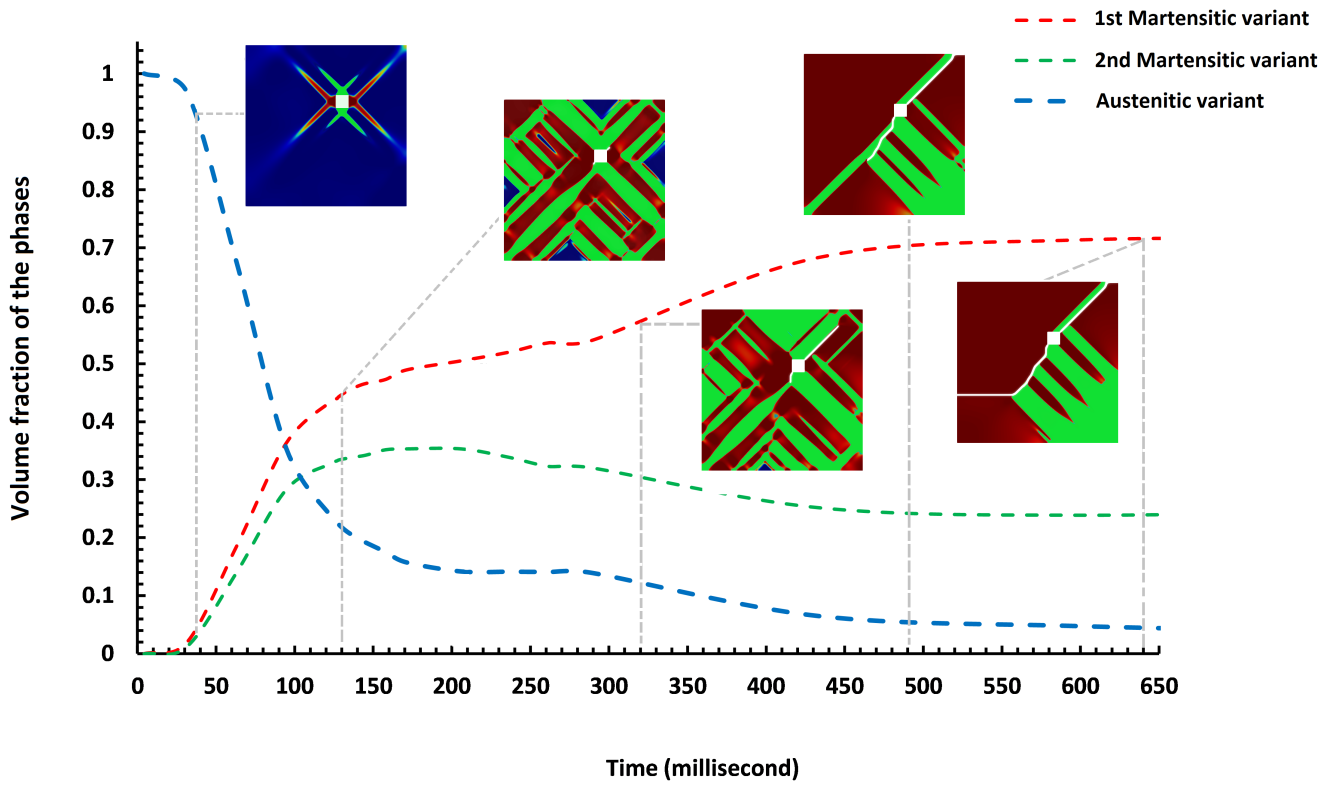 1st Martensitic variant
2nd Martensitic variant
Austenitic variant
Volume fraction of the phases
1
0.9
0.8
0.7
0.6
0.5
0.4
0.3
0.2
0.1
0
0 50 100 150 200 250 300 350 400 450 500 550 600 650
Time (millisecond)